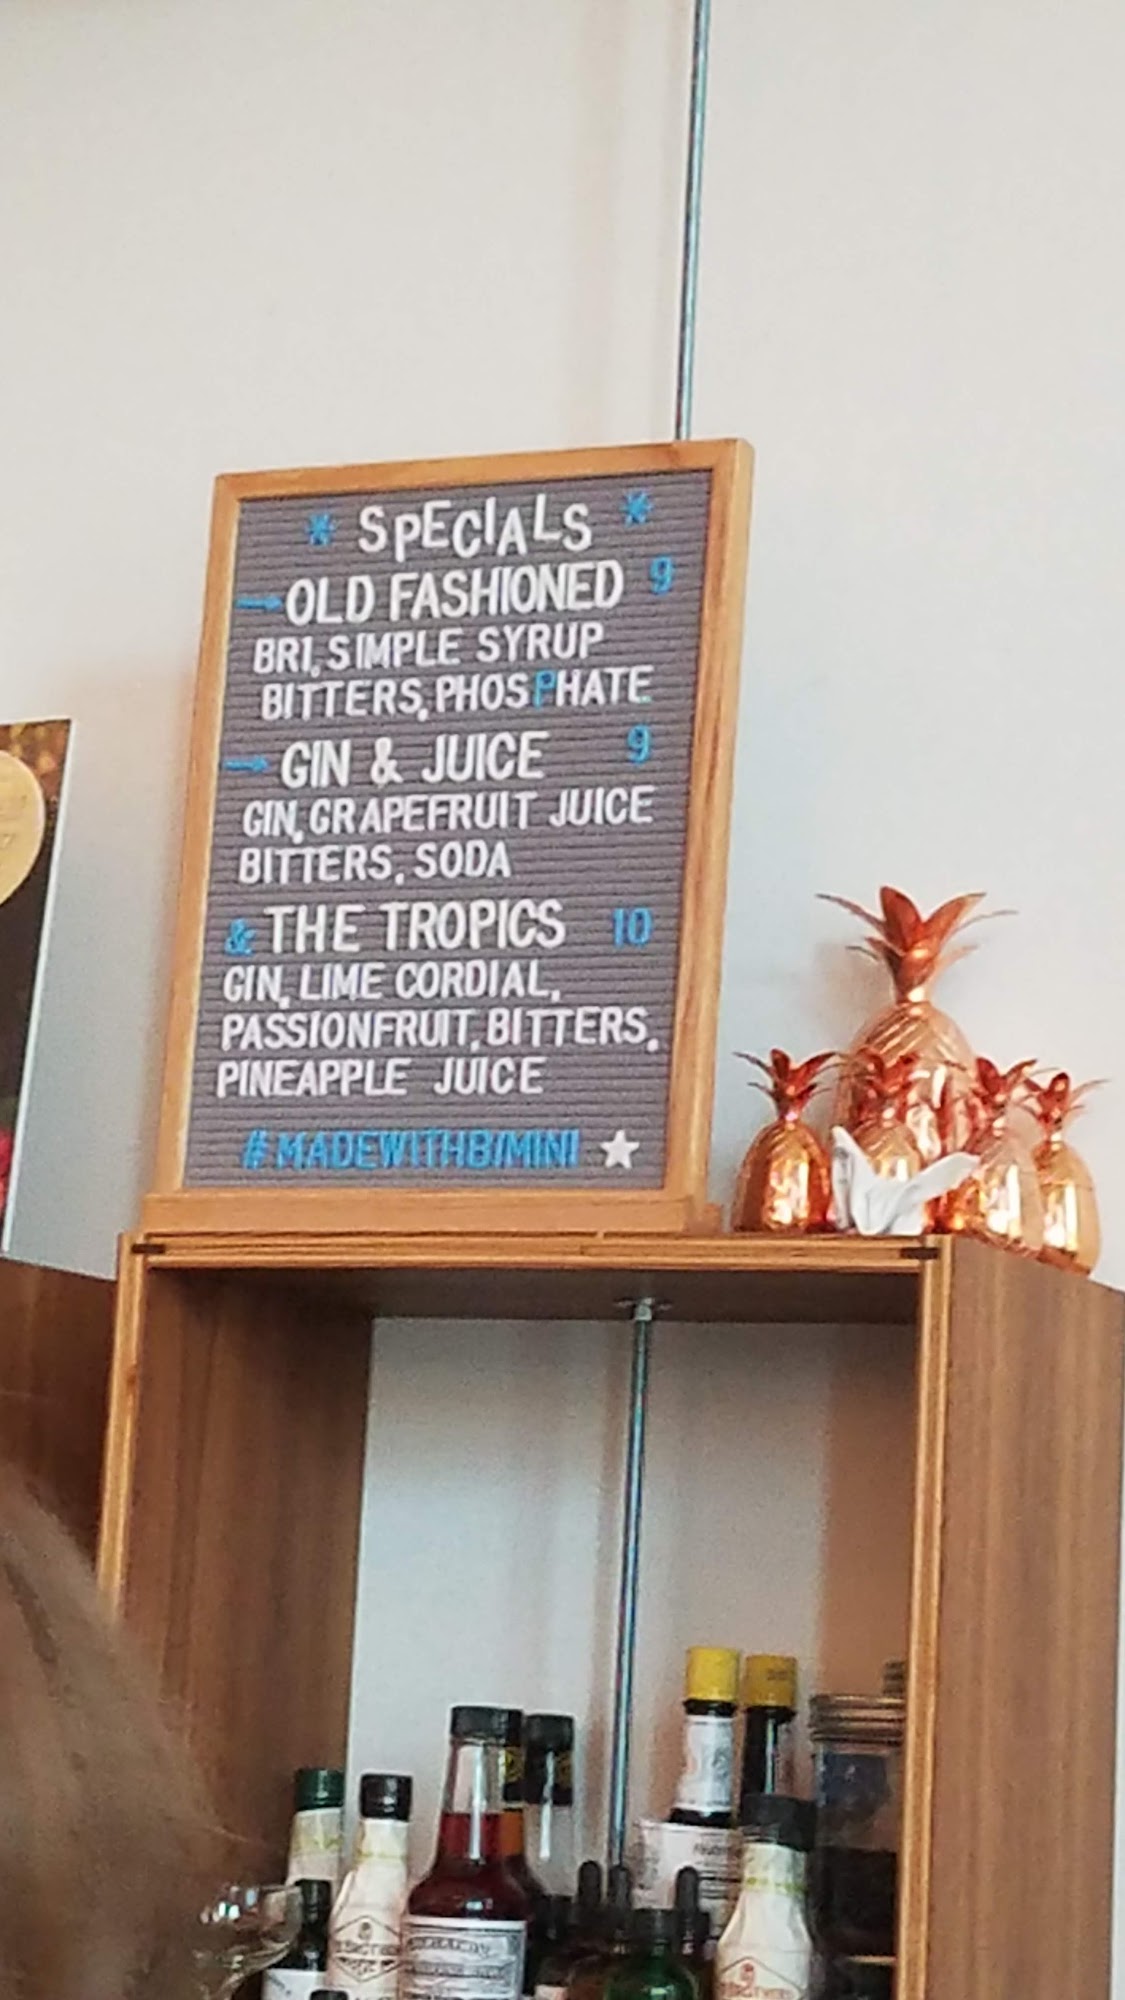 * SPECIALS *
→ OLD FASHIONED 9
BR1, SIMPLE SYRUP
BITTERS, PHOSPHATE
→ GIN & JUICE 9
GIN, GRAPEFRUIT JUICE
BITTERS, SODA
& THE TROPICS 10
GIN, LIME CORDIAL,
PASSIONFRUIT, BITTERS,
PINEAPPLE JUICE
#MADEWITHBIMINI ★